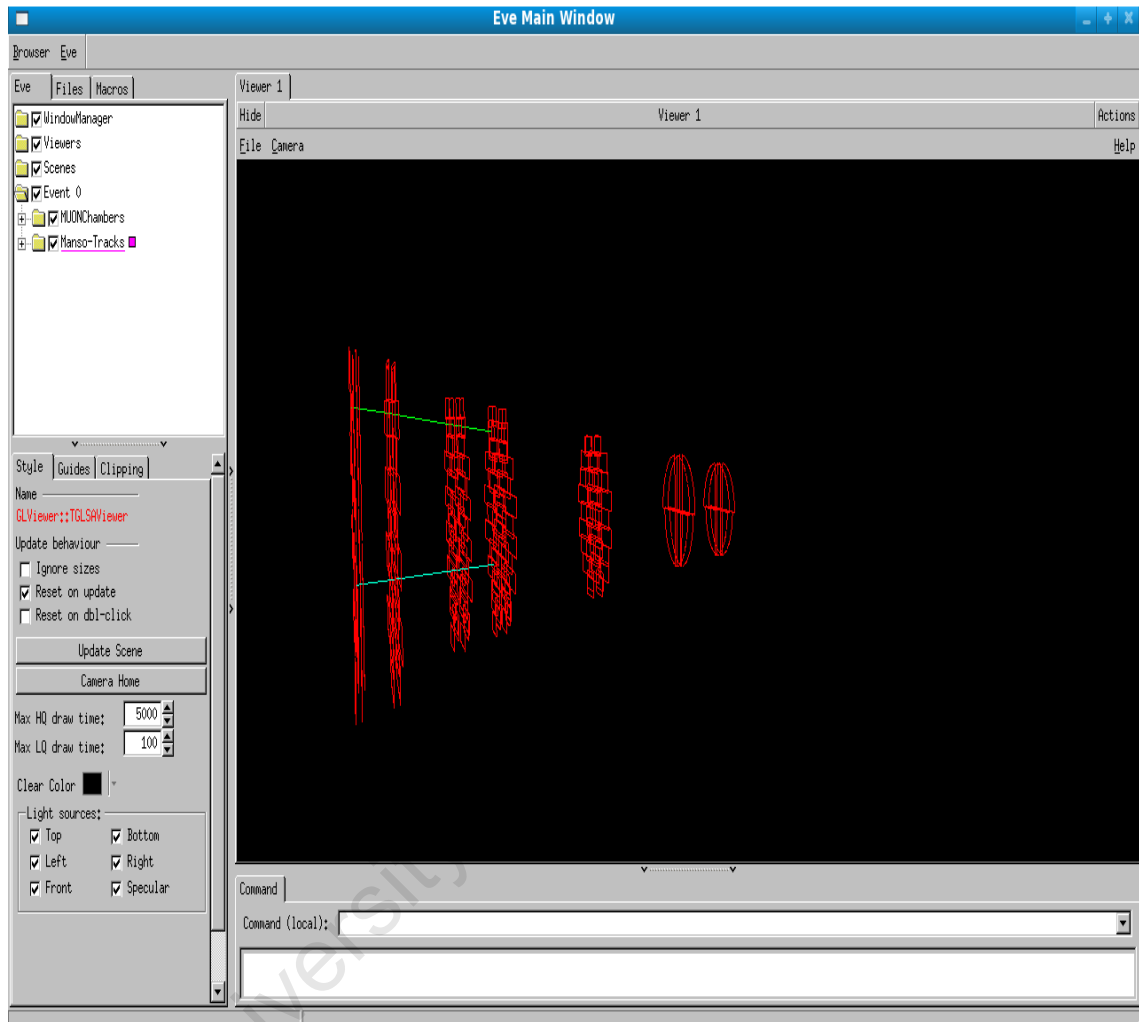 Eve Main Window
Browser Eve
Eve Files Macros
Viewer 1
Hide Viewer 1 Actions
File Camera Help
WindowManager
Viewers
Scenes
Event 0
MUONChambers
Manso-Tracks
Style Guides Clipping
Name
GLViewer::TGLSAViewer
Update behaviour
Ignore sizes
Reset on update
Reset on dbl-click
Update Scene
Camera Home
Max HQ draw time: 5000
Max LQ draw time: 100
Clear Color
Light sources:
Top Bottom
Left Right
Front Specular
Command
Command (local):